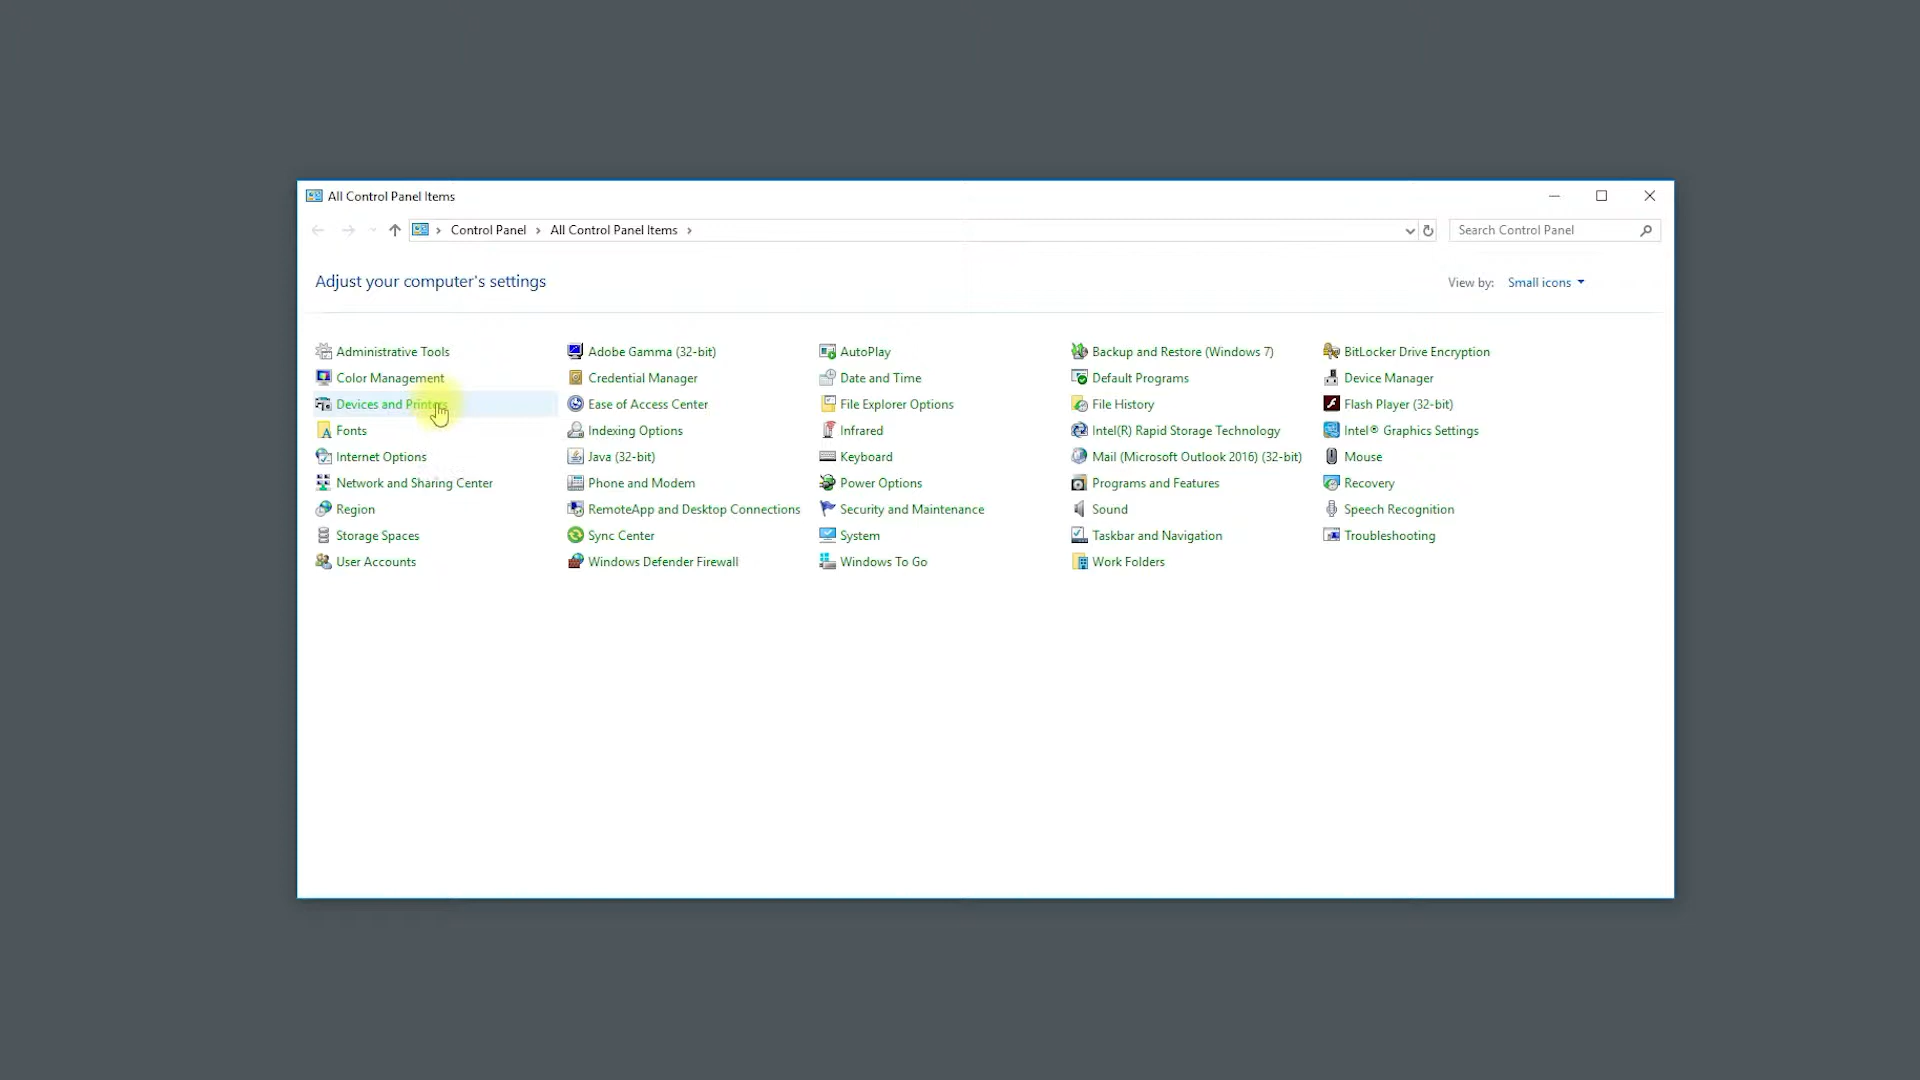 All Control Panel Items
Control Panel All Control Panel Items
Search Control Panel
Adjust your computer's settings
View by: Small icons
Administrative Tools
Adobe Gamma (32-bit)
AutoPlay
Backup and Restore (Windows 7)
BitLocker Drive Encryption
Color Management
Credential Manager
Date and Time
Default Programs
Device Manager
Devices and Printers
Ease of Access Center
File Explorer Options
File History
Flash Player (32-bit)
Fonts
Indexing Options
Infrared
Intel(R) Rapid Storage Technology
Intel® Graphics Settings
Internet Options
Java (32-bit)
Keyboard
Mail (Microsoft Outlook 2016) (32-bit)
Mouse
Network and Sharing Center
Phone and Modem
Power Options
Programs and Features
Recovery
Region
RemoteApp and Desktop Connections
Security and Maintenance
Sound
Speech Recognition
Storage Spaces
Sync Center
System
Taskbar and Navigation
Troubleshooting
User Accounts
Windows Defender Firewall
Windows To Go
Work Folders